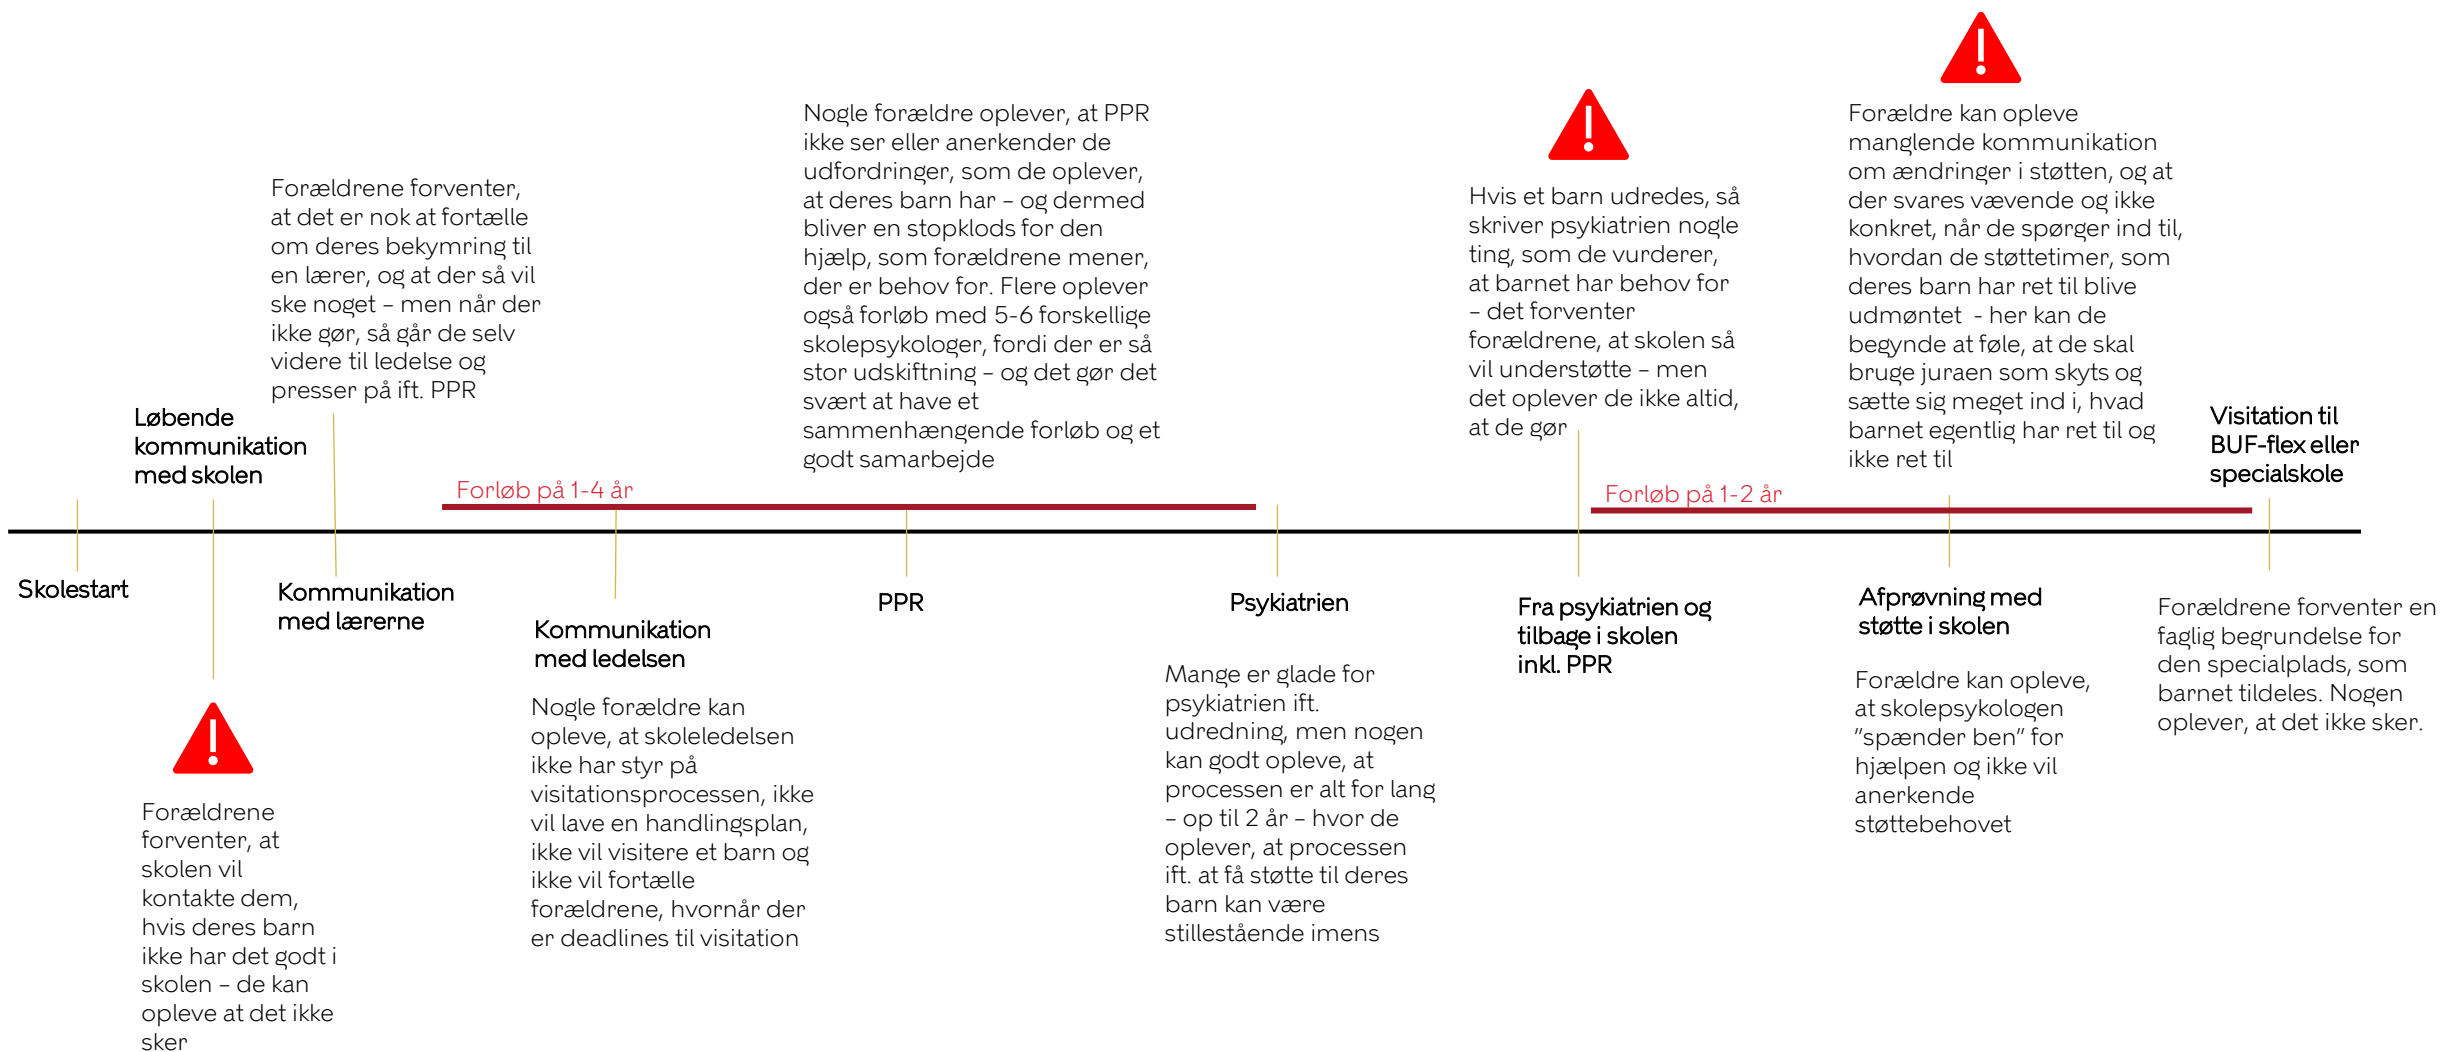 Skolestart
Løbende
kommunikation
med skolen
Forældrene
forventer, at
skolen vil
kontakte dem,
hvis deres barn
ikke har det godt i
skolen – de kan
opleve at det ikke
sker
Forældrene forventer,
at det er nok at fortælle
om deres bekymring til
en lærer, og at der så vil
ske noget – men når der
ikke gør, så går de selv
videre til ledelse og
presser på ift. PPR
Kommunikation
med lærerne
Forløb på 1-4 år
Kommunikation
med ledelsen
Nogle forældre kan
opleve, at skoleledelsen
ikke har styr på
visitationsprocessen, ikke
vil lave en handlingsplan,
ikke vil visitere et barn og
ikke vil fortælle
forældrene, hvornår der
er deadlines til visitation
Nogle forældre oplever, at PPR
ikke ser eller anerkender de
udfordringer, som de oplever,
at deres barn har – og dermed
bliver en stopklods for den
hjælp, som forældrene mener,
der er behov for. Flere oplever
også forløb med 5-6 forskellige
skolepsykologer, fordi der er så
stor udskiftning – og det gør det
svært at have et
sammenhængende forløb og et
godt samarbejde
PPR
Psykiatrien
Mange er glade for
psykiatrien ift.
udredning, men nogen
kan godt opleve, at
processen er alt for lang
– op til 2 år – hvor de
oplever, at processen
ift. at få støtte til deres
barn kan være
stillestående imens
Hvis et barn udredes, så
skriver psykiatrien nogle
ting, som de vurderer,
at barnet har behov for
– det forventer
forældrene, at skolen så
vil understøtte – men
det oplever de ikke altid,
at de gør
Fra psykiatrien og
tilbage i skolen
inkl. PPR
Forløb på 1-2 år
Forældre kan opleve
manglende kommunikation
om ændringer i støtten, og at
der svares vævende og ikke
konkret, når de spørger ind til,
hvordan de støttetimer, som
deres barn har ret til blive
udmøntet  - her kan de
begynde at føle, at de skal
bruge juraen som skyts og
sætte sig meget ind i, hvad
barnet egentlig har ret til og
ikke ret til
Afprøvning med
støtte i skolen
Forældre kan opleve,
at skolepsykologen
”spænder ben” for
hjælpen og ikke vil
anerkende
støttebehovet
Visitation til
BUF-flex eller
specialskole
Forældrene forventer en
faglig begrundelse for
den specialplads, som
barnet tildeles. Nogen
oplever, at det ikke sker.